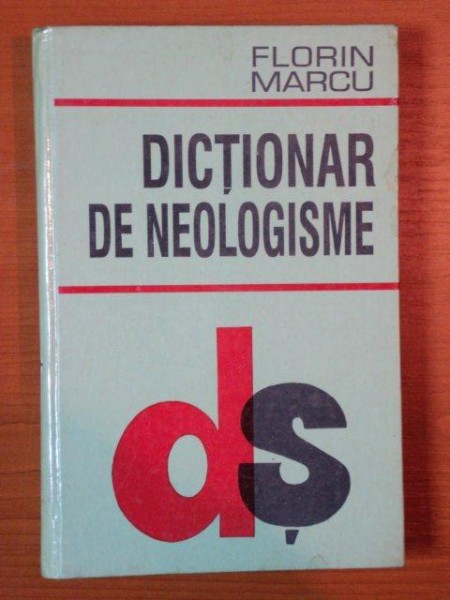 FLORIN
MARCU
DICȚIONAR
DE NEOLOGISME
dș